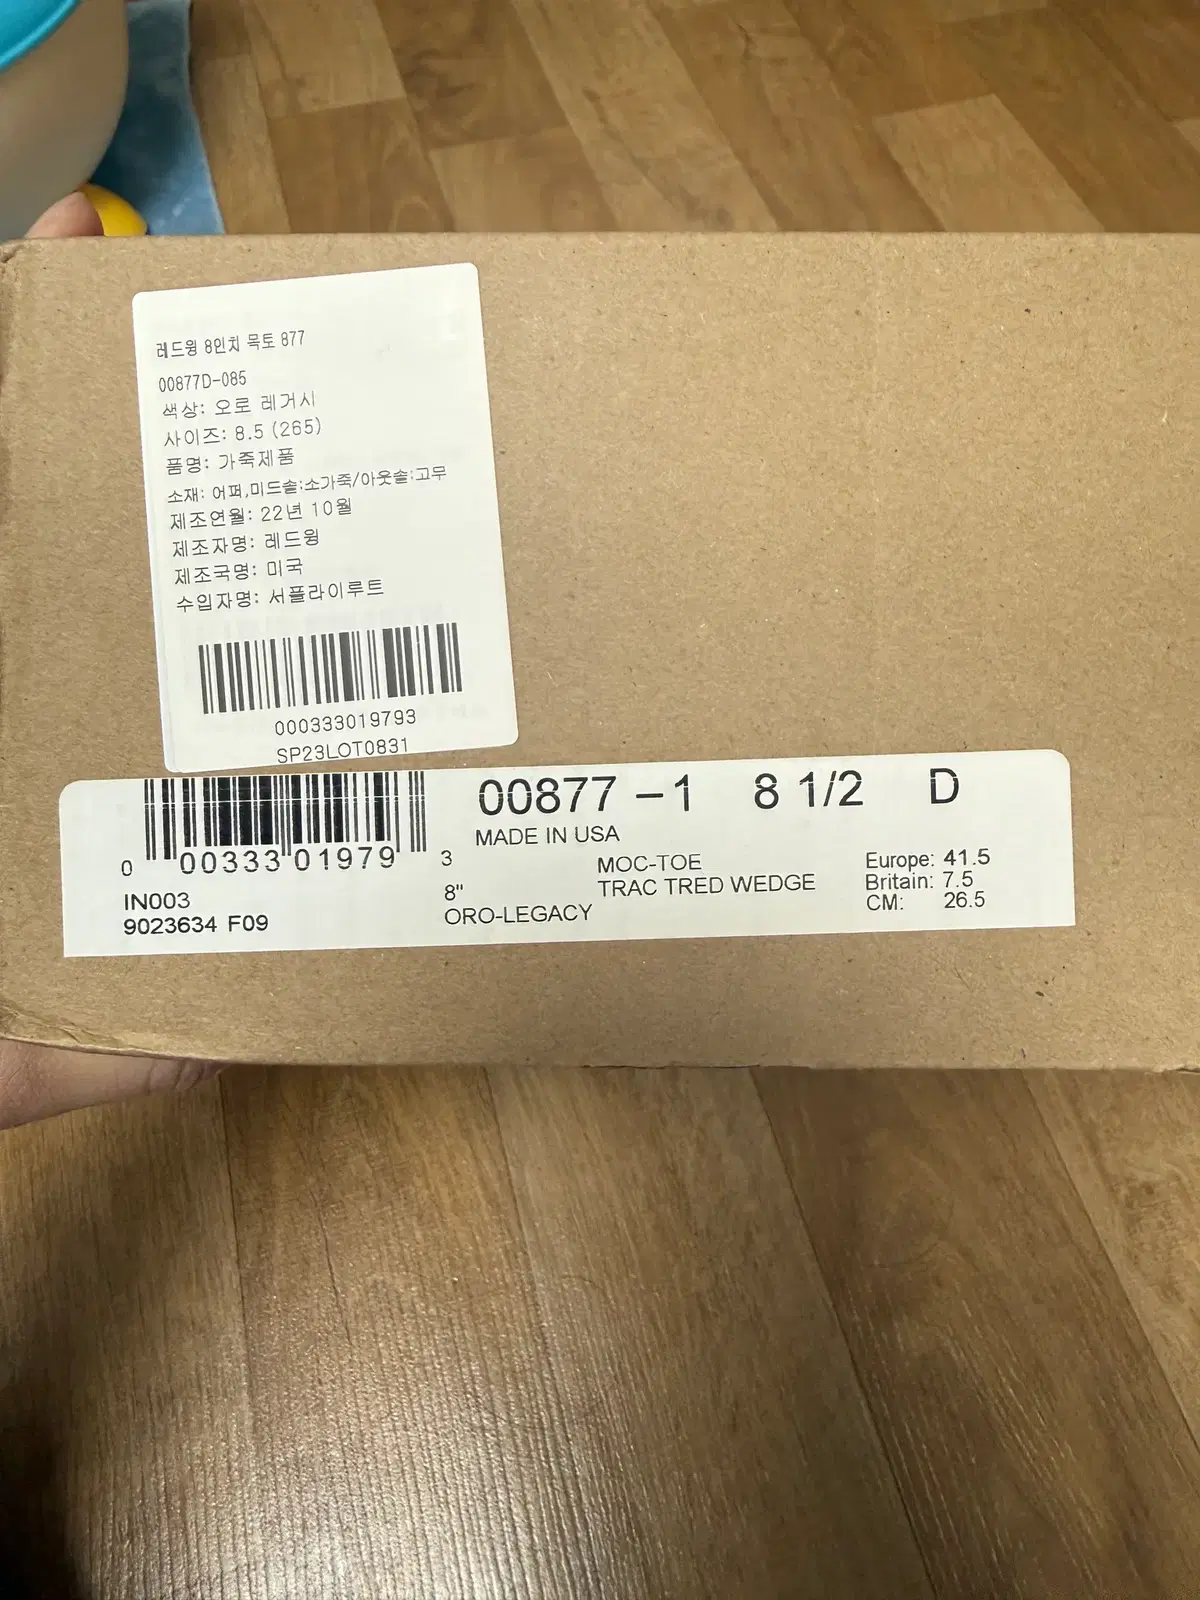 레드윙 8인치 목토 877
00877D-085
색상: 오로 레거시
사이즈: 8.5 (265)
품명: 가죽제품
소재: 어퍼,미드솔:소가죽/아웃솔:고무
제조연월: 22년 10월
제조자명: 레드윙
제조국명: 미국
수입자명: 서플라이루트
000333019793
SP23LOT0831
00877 -1 8 1/2 D
MADE IN USA
0 00333 01979 3
MOC-TOE
TRAC TRED WEDGE
8"
ORO-LEGACY
Europe: 41.5
Britain: 7.5
CM: 26.5
IN003
9023634 F09